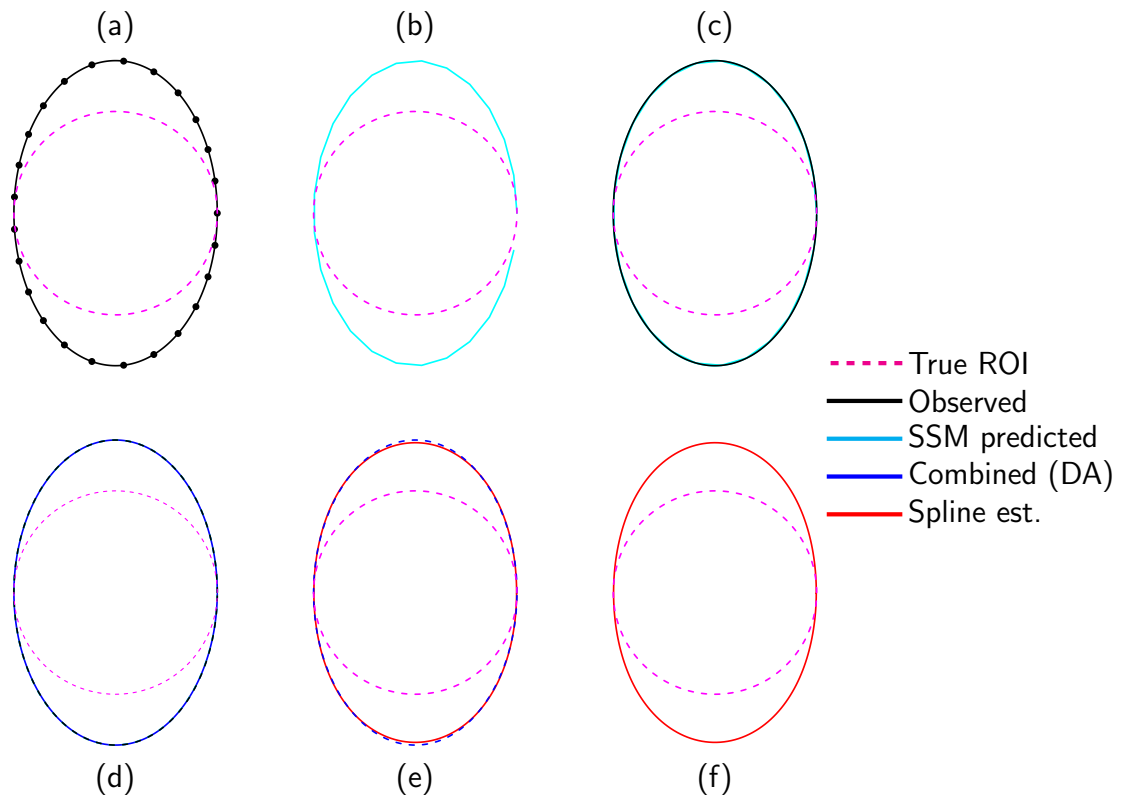 (a)
(b)
(c)
True ROI
Observed
SSM predicted
Combined (DA)
Spline est.
(d)
(e)
(f)